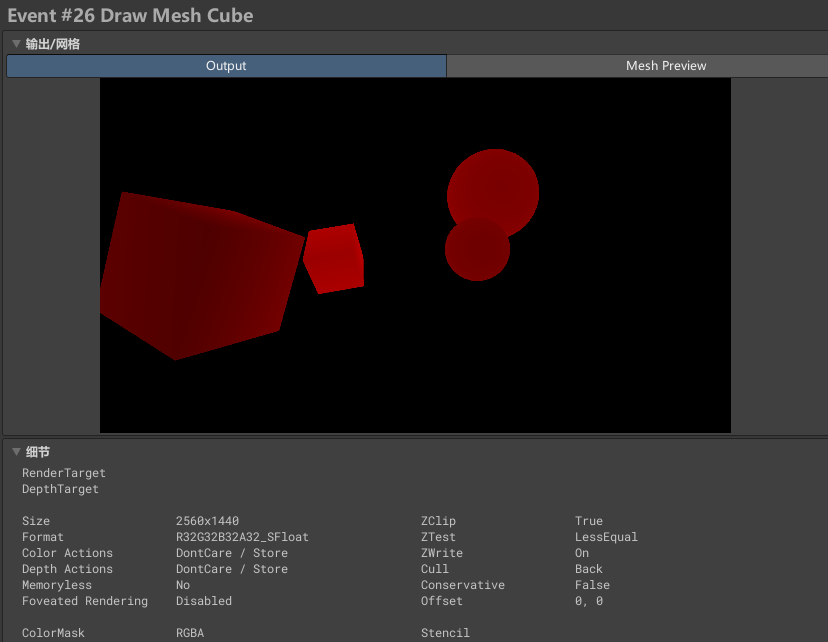 Event #26 Draw Mesh Cube
输出/网格
Output Mesh Preview
细节
RenderTarget
DepthTarget
Size 2560x1440 ZClip True
Format R32G32B32A32_SFloat ZTest LessEqual
Color Actions DontCare / Store ZWrite On
Depth Actions DontCare / Store Cull Back
Memoryless No Conservative False
Foveated Rendering Disabled Offset 0, 0
ColorMask RGBA Stencil